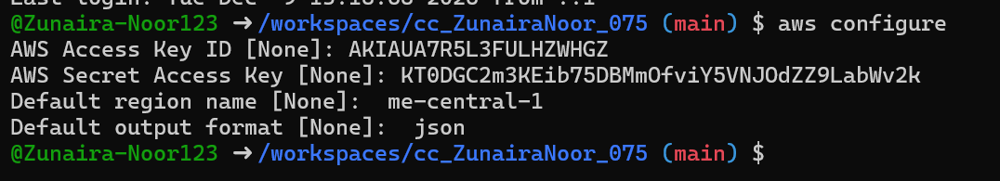 login: Tue Dec 9 from
@Zunaira-Noor123 ➜/workspaces/cc_ZunairaNoor_075 (main) $ aws configure
AWS Access Key ID [None]: AKIAUA7R5L3FULHZWHGZ
AWS Secret Access Key [None]: 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
Default region name [None]:  me-central-1
Default output format [None]:  json
@Zunaira-Noor123 ➜/workspaces/cc_ZunairaNoor_075 (main) $